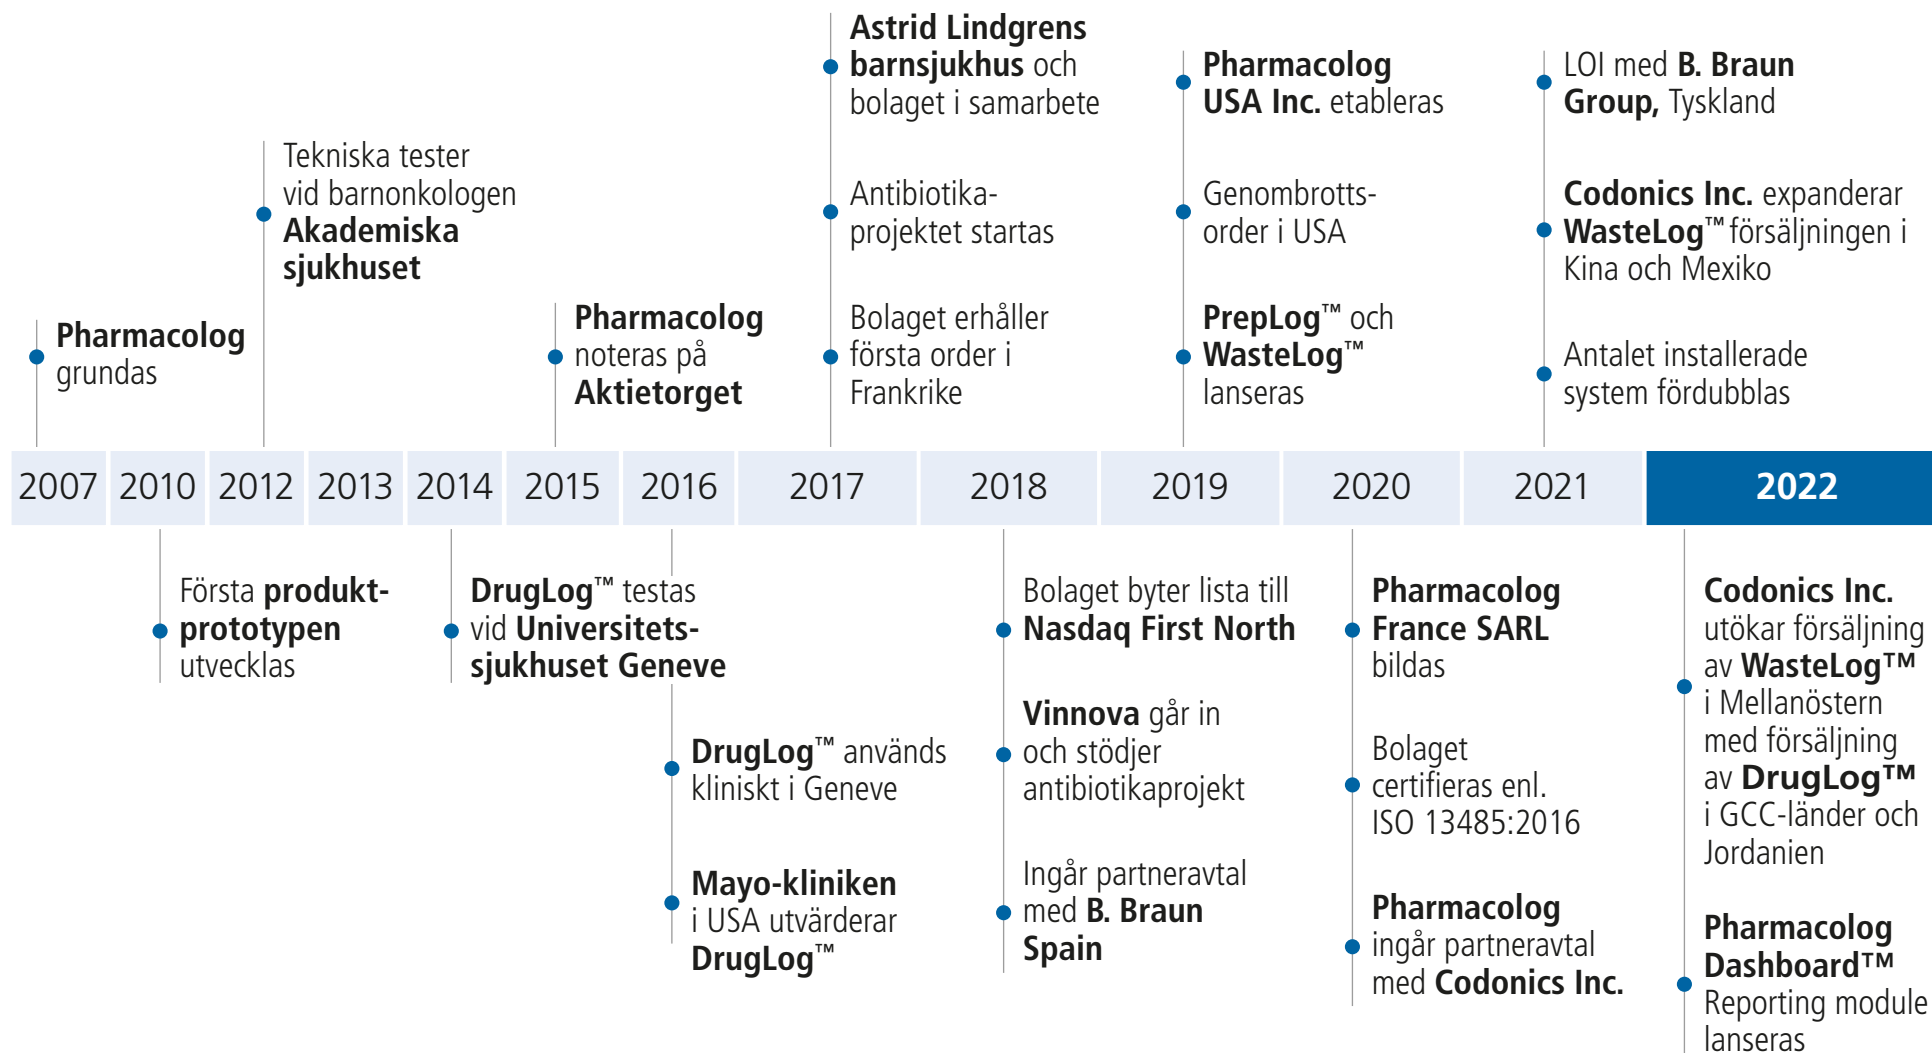 Astrid Lindgrens
barnsjukhus och
bolaget i samarbete
Pharmacolog
USA Inc. etableras
LOI med B. Braun
Group, Tyskland
Tekniska tester
vid barnonkologen
Akademiska
sjukhuset
Antibiotika-
projektet startas
Genombrotts-
order i USA
Codonics Inc. expanderar
WasteLog™ försäljningen i
Kina och Mexiko
Pharmacolog
grundas
Pharmacolog
noteras på
Aktietorget
Bolaget erhåller
första order i
Frankrike
PrepLog™ och
WasteLog™
lanseras
Antalet installerade
system fördubblas
2007 2010 2012 2013 2014 2015 2016 2017 2018 2019 2020 2021 2022
Första produkt-
prototypen
utvecklas
DrugLog™ testas
vid Universitets-
sjukhuset Geneve
DrugLog™ används
kliniskt i Geneve
Mayo-kliniken
i USA utvärderar
DrugLog™
Bolaget byter lista till
Nasdaq First North
Vinnova går in
och stödjer
antibiotikaprojekt
Ingår partneravtal
med B. Braun
Spain
Pharmacolog
France SARL
bildas
Bolaget
certifieras enl.
ISO 13485:2016
Pharmacolog
ingår partneravtal
med Codonics Inc.
Codonics Inc.
utökar försäljning
av WasteLog™
i Mellanöstern
med försäljning
av DrugLog™
i GCC-länder och
Jordanien
Pharmacolog
Dashboard™
Reporting module
lanseras